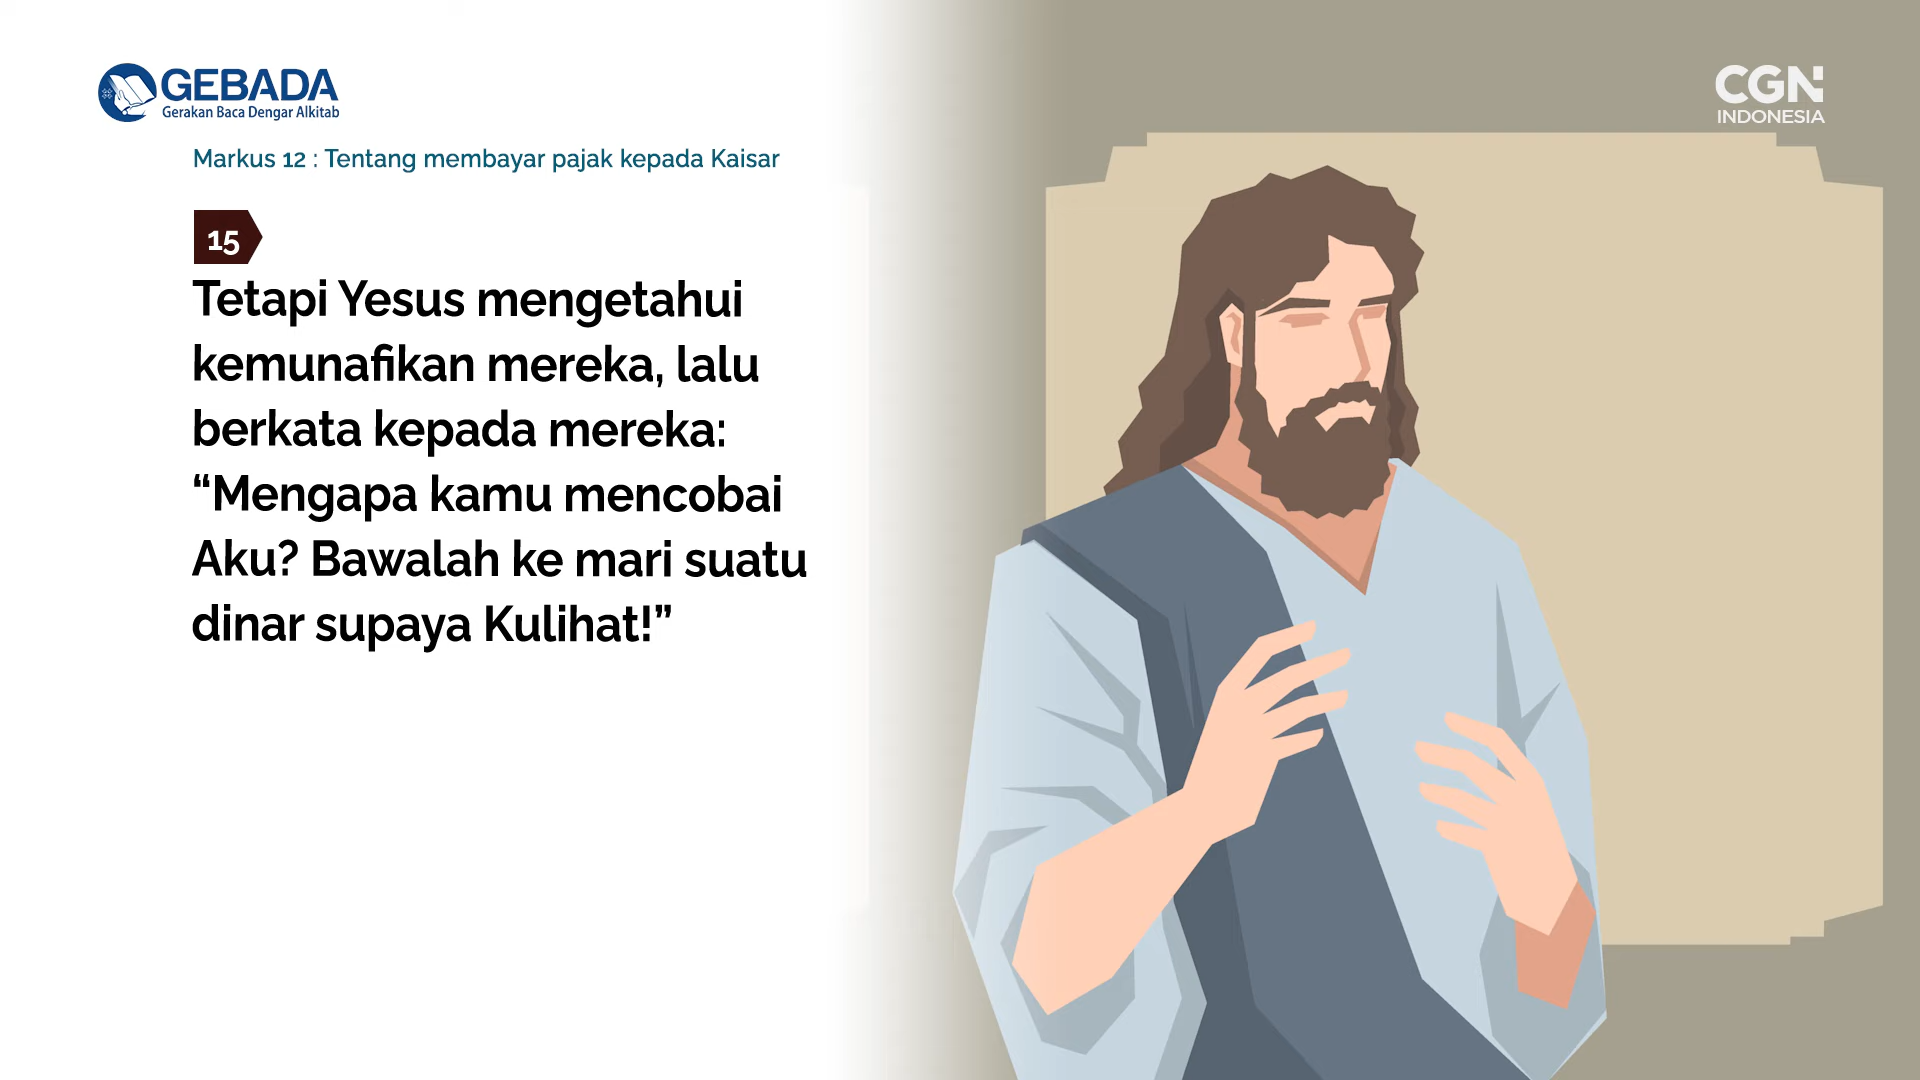 GEBADA
Gerakan Baca Dengar Alkitab
CGN
INDONESIA
Markus 12 : Tentang membayar pajak kepada Kaisar
15
Tetapi Yesus mengetahui
kemunafikan mereka, lalu
berkata kepada mereka:
“Mengapa kamu mencobai
Aku? Bawalah ke mari suatu
dinar supaya Kulihat!”